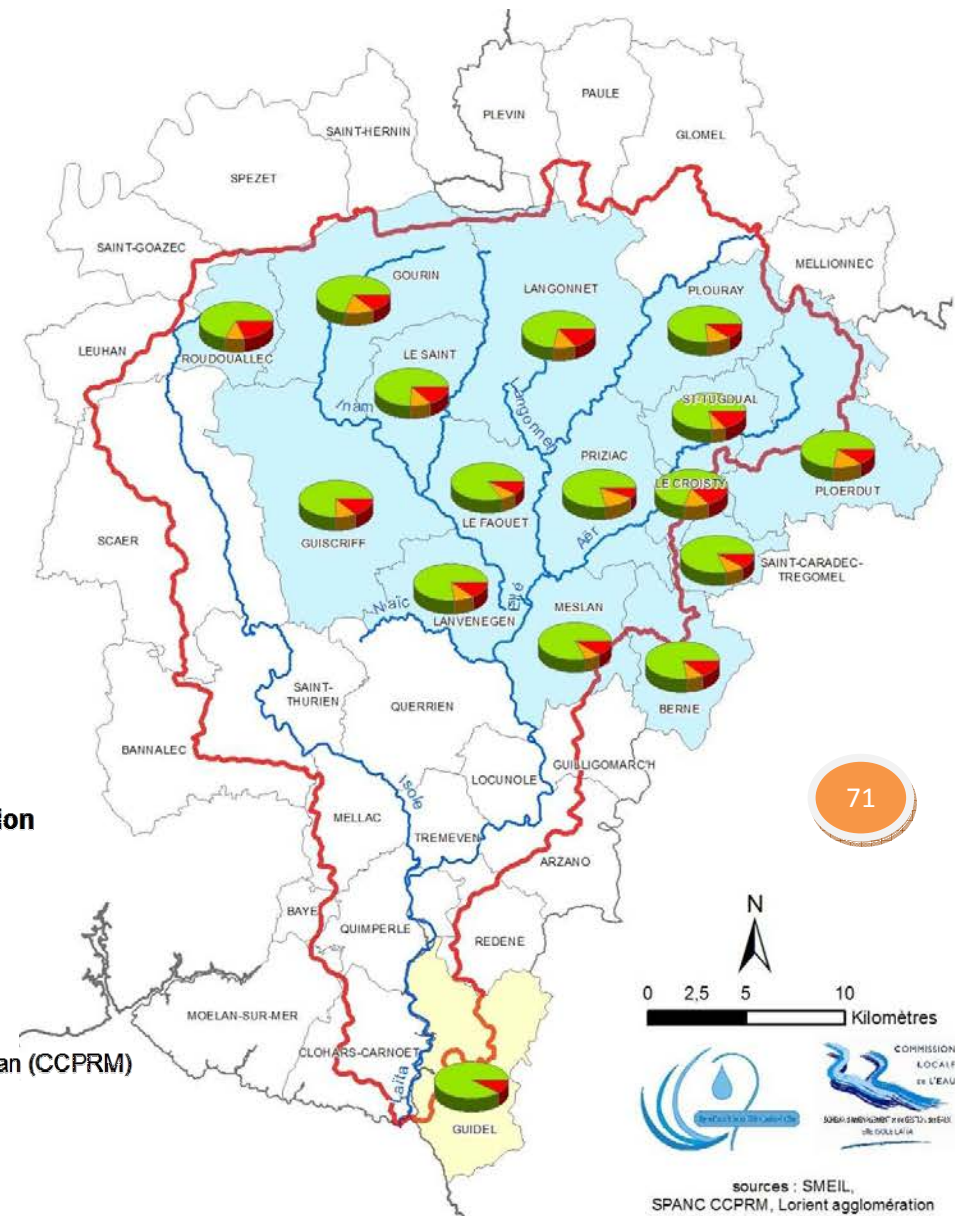 PAULE
PLEVIN
SAINT-HERNIN
GLOMEL
SPEZET
SAINT-GOAZEC
MELLIONNEC
GOURIN
LANGONNET
PLOURAY
LEUHAN
ROUDOUALLEC
LE SAINT
Inam
Langonnet
ST-TUGDUAL
PRIZIAC
LE CROISTY
PLOERDUT
LE FAOUET
GUISCRIFF
SCAER
Aër
SAINT-CARADEC-
TREGOMEL
Naïc
Ellé
MESLAN
LANVENEGEN
SAINT-
THURIEN
QUERRIEN
BERNE
BANNALEC
GUILLIGOMARC'H
LOCUNOLE
Isole
71
ion
MELLAC
TREMEVEN
ARZANO
BAYE
QUIMPERLE
REDENE
N
0 2,5 5 10
Kilomètres
MOELAN-SUR-MER
CLOHARS-CARNOET
an (CCPRM)
Laïta
GUIDEL
COMMISSION
LOCALE
DE L'EAU
sources : SMEIL,
SPANC CCPRM, Lorient agglomération